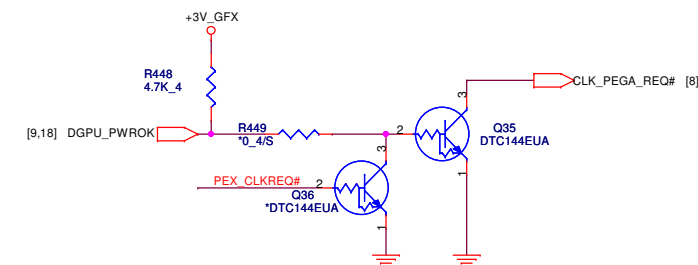 +3V_GFX
R448
4.7K_4
CLK_PEGA_REQ# [8]
3
[9,18] DGPU_PWROK
R449
*0_4/S
2
Q35
DTC144EUA
3
1
PEX_CLKREQ#
2
Q36
*DTC144EUA
1